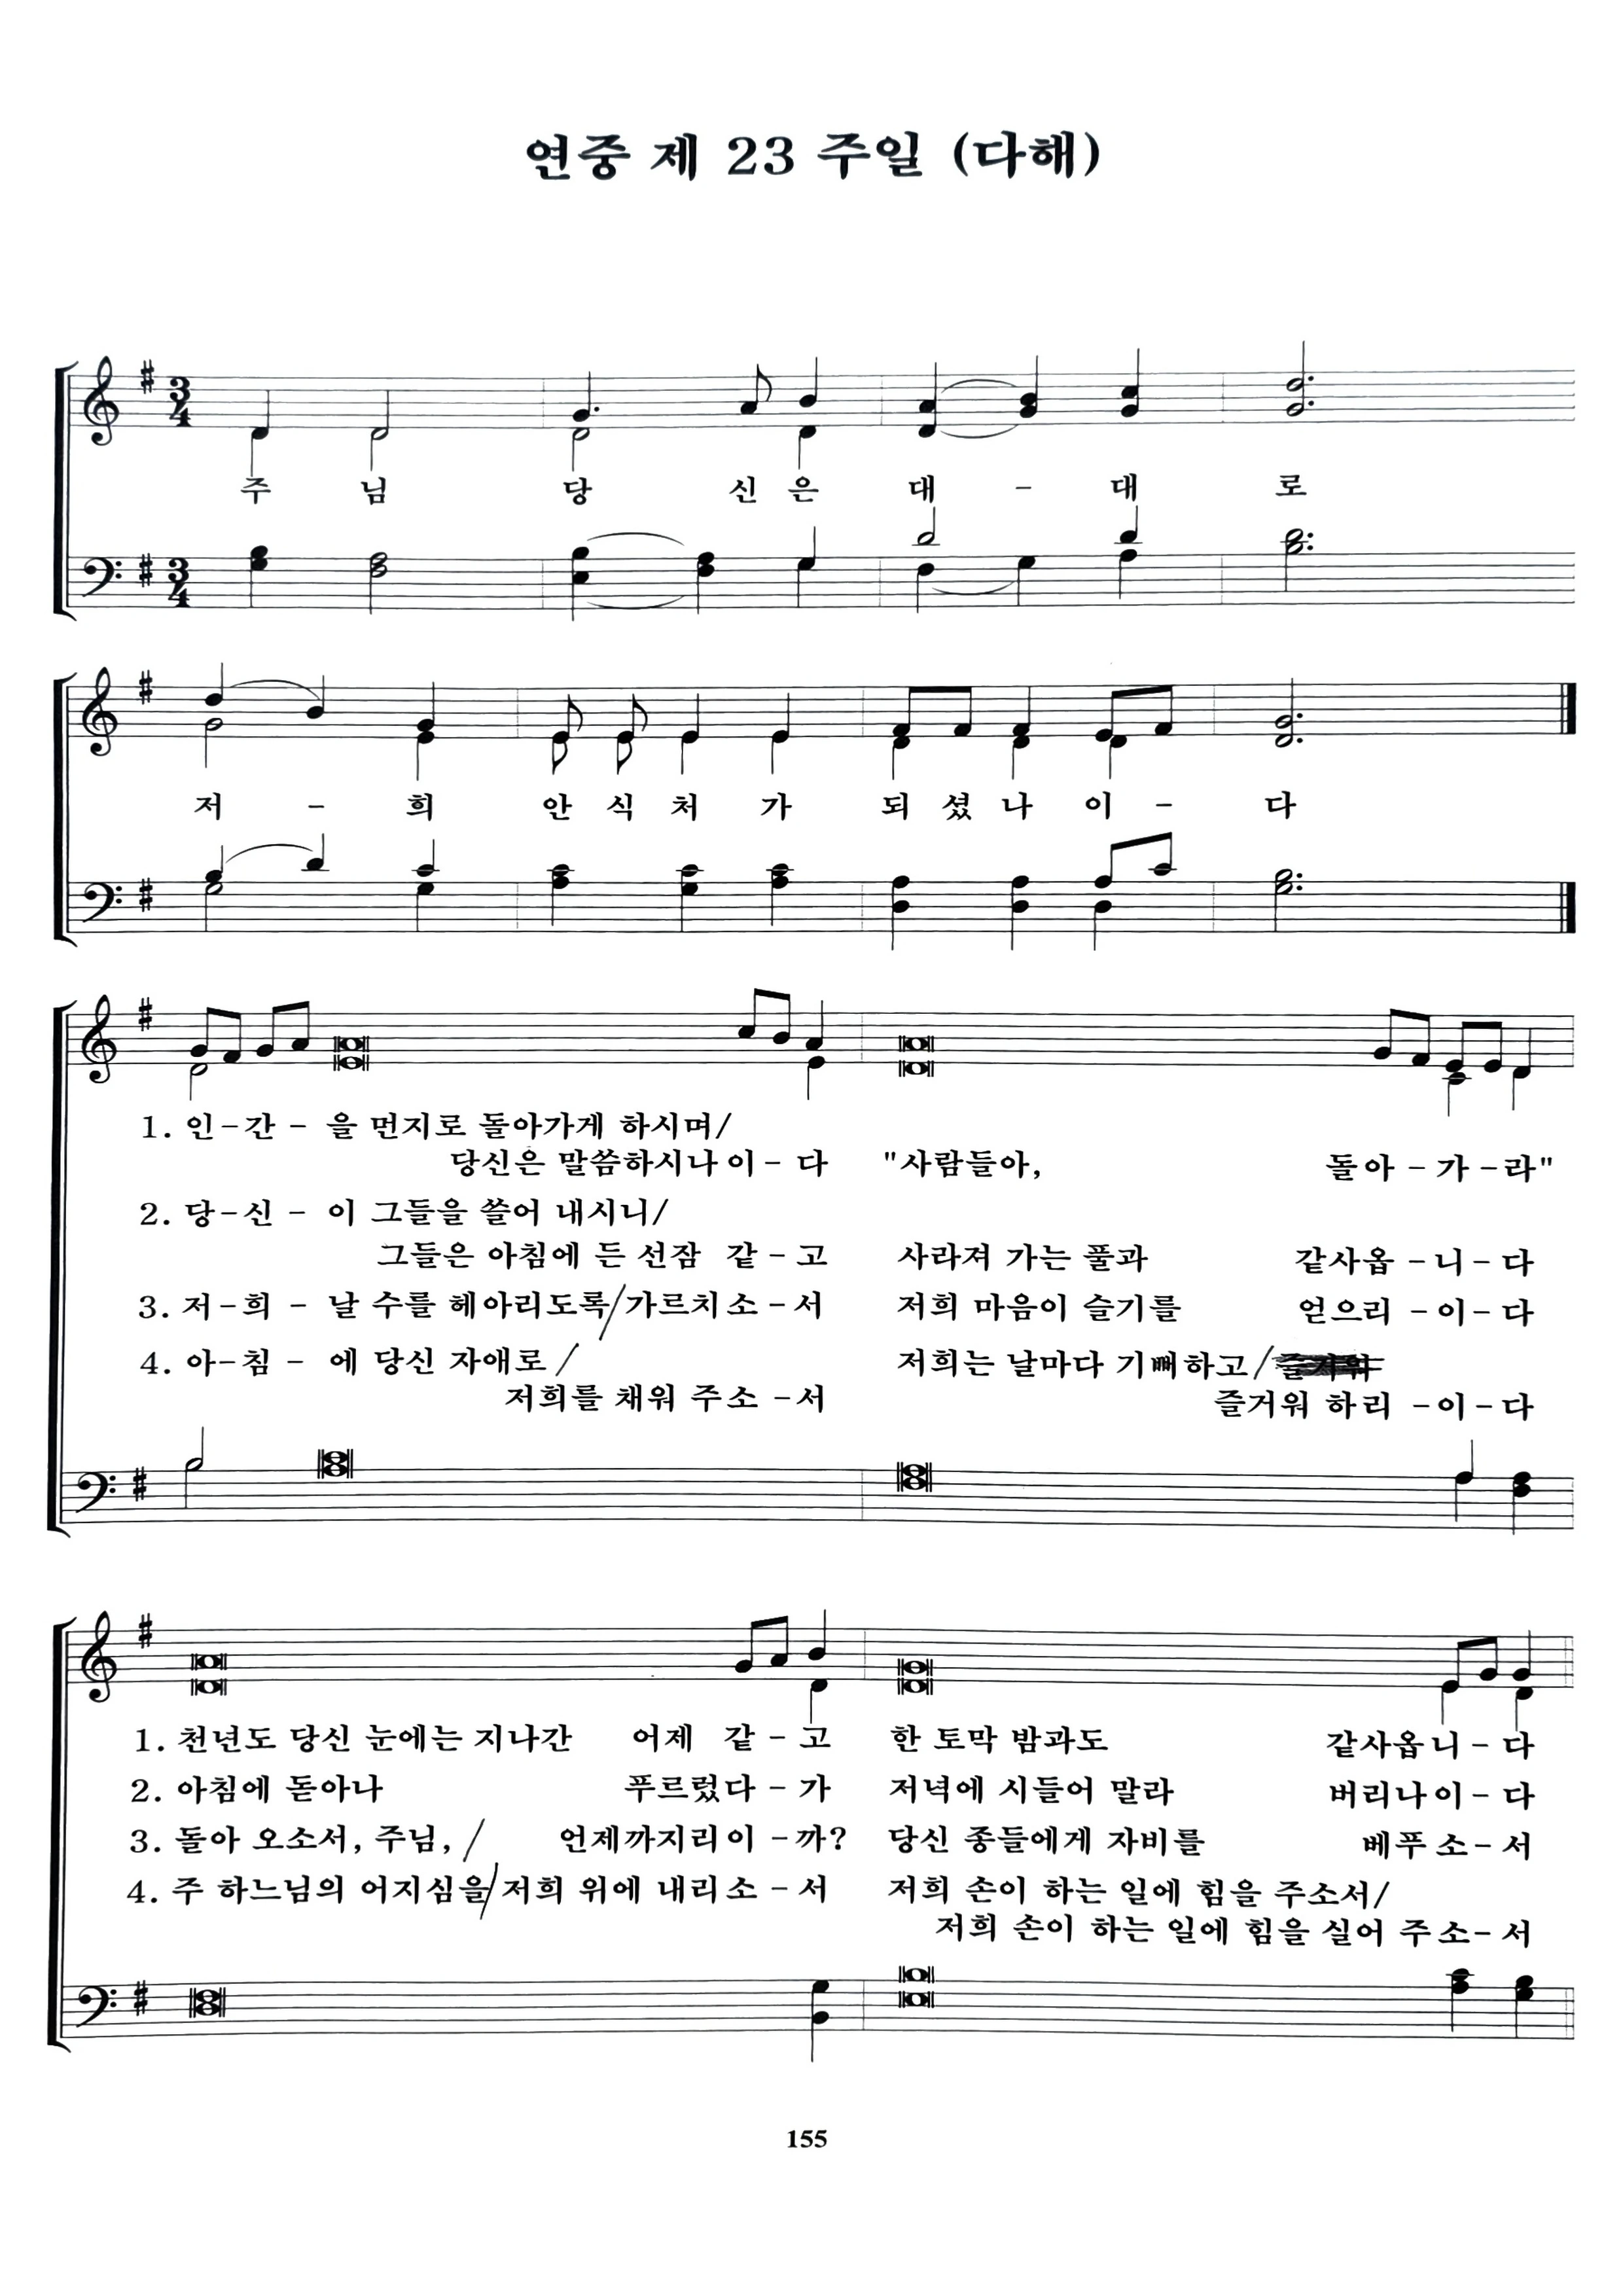 연중 제 23 주일 (다해)
3 4
주 님 당 신 은 대 - 대 로
3 4
저 - 희 안 식 처 가 되 셨 나 이 - 다
1. 인-간 - 을 먼지로 돌아가게 하시며/
당신은 말씀하시나 이 - 다 "사람들아, 돌아 - 가 - 라"
2. 당-신 - 이 그들을 쓸어 내시니/
그들은 아침에 든 선잠 같 - 고 사라져 가는 풀과 같사옵 - 니 - 다
3. 저-희 - 날 수를 헤아리도록/가르치소 - 서 저희 마음이 슬기를 얻으리 - 이 - 다
4. 아-침 - 에 당신 자애로/ 저희는 날마다 기뻐하고/
저희를 채워 주소 - 서 즐거워 하리 - 이 - 다
1. 천년도 당신 눈에는 지나간 어제 같 - 고 한 토막 밤과도 같사옵니 - 다
2. 아침에 돋아나 푸르렀다 - 가 저녁에 시들어 말라 버리나이 - 다
3. 돌아 오소서, 주님, / 언제까지리이 - 까? 당신 종들에게 자비를 베푸소 - 서
4. 주 하느님의 어지심을/저희 위에 내리소 - 서 저희 손이 하는 일에 힘을 주소서/
저희 손이 하는 일에 힘을 실어 주소 - 서
155